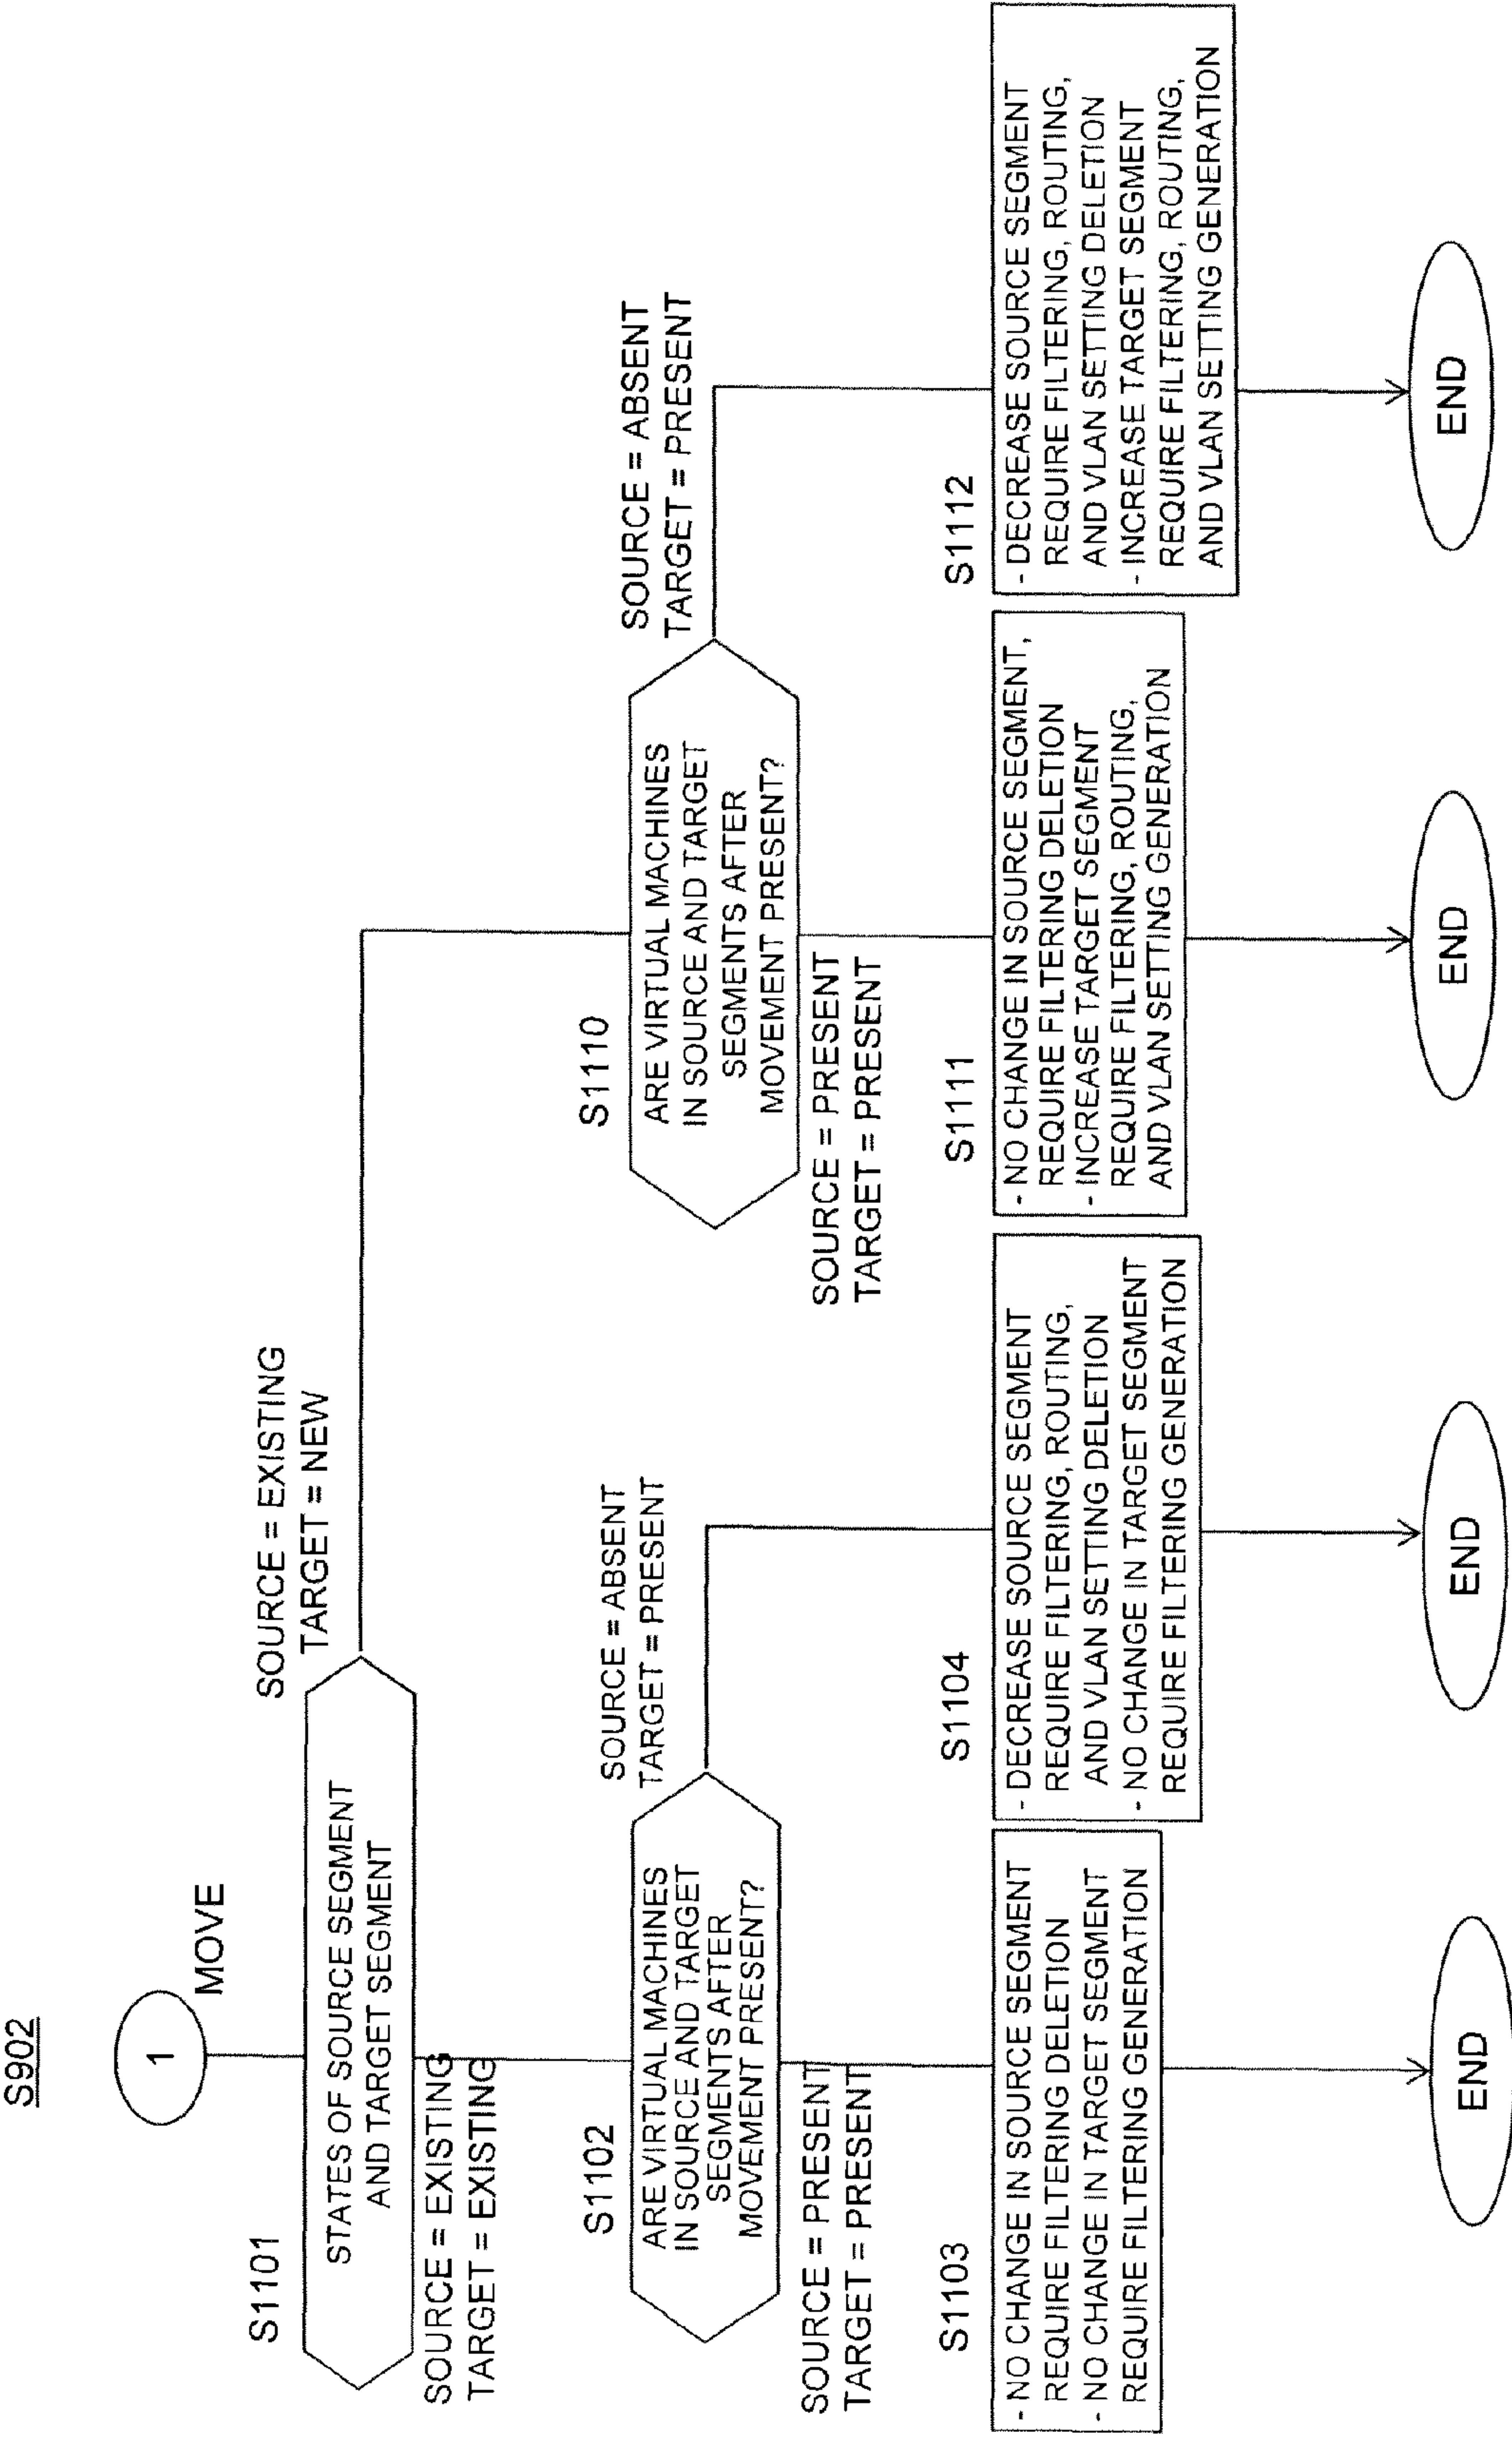 S902
1
MOVE
S1101
STATES OF SOURCE SEGMENT
AND TARGET SEGMENT
SOURCE = EXISTING
TARGET = NEW
SOURCE = EXISTING
TARGET = EXISTING
S1102
ARE VIRTUAL MACHINES
IN SOURCE AND TARGET
SEGMENTS AFTER
MOVEMENT PRESENT?
SOURCE = ABSENT
TARGET = PRESENT
SOURCE = PRESENT
TARGET = PRESENT
S1110
ARE VIRTUAL MACHINES
IN SOURCE AND TARGET
SEGMENTS AFTER
MOVEMENT PRESENT?
SOURCE = ABSENT
TARGET = PRESENT
SOURCE = PRESENT
TARGET = PRESENT
S1103
- NO CHANGE IN SOURCE SEGMENT
REQUIRE FILTERING DELETION
- NO CHANGE IN TARGET SEGMENT
REQUIRE FILTERING GENERATION
END
S1104
- DECREASE SOURCE SEGMENT
REQUIRE FILTERING, ROUTING,
AND VLAN SETTING DELETION
- NO CHANGE IN TARGET SEGMENT
REQUIRE FILTERING GENERATION
END
S1111
- NO CHANGE IN SOURCE SEGMENT,
REQUIRE FILTERING DELETION
- INCREASE TARGET SEGMENT
REQUIRE FILTERING, ROUTING,
AND VLAN SETTING GENERATION
END
S1112
- DECREASE SOURCE SEGMENT
REQUIRE FILTERING, ROUTING,
AND VLAN SETTING DELETION
- INCREASE TARGET SEGMENT
REQUIRE FILTERING, ROUTING,
AND VLAN SETTING GENERATION
END